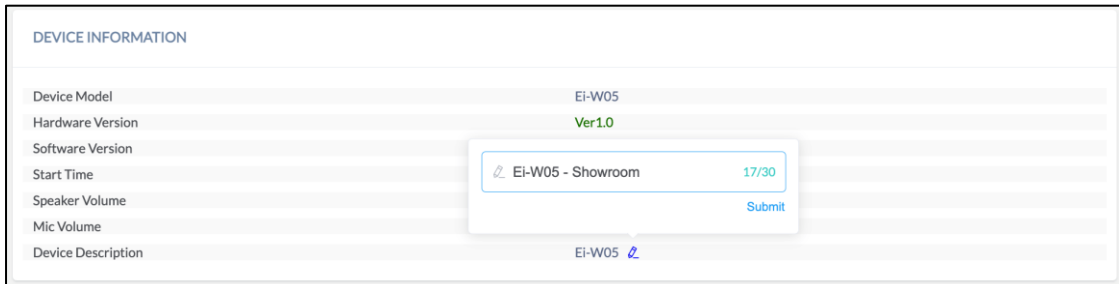 DEVICE INFORMATION
Device Model Ei-W05
Hardware Version Ver1.0
Software Version
Ei-W05 - Showroom 17/30
Start Time
Speaker Volume
Submit
Mic Volume
Device Description Ei-W05